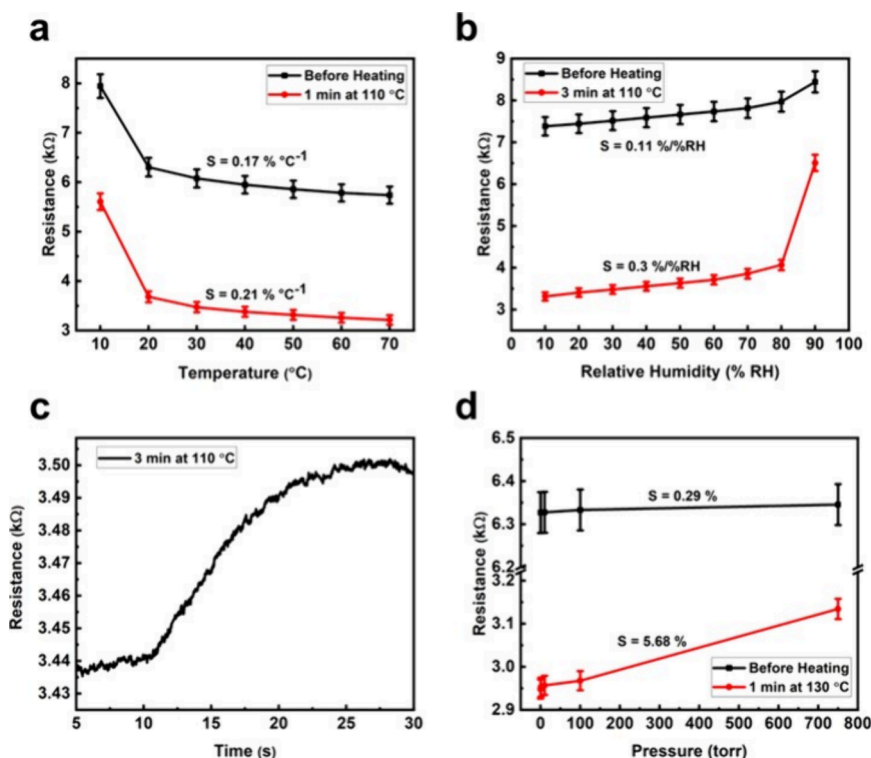 a
Before Heating
1 min at 110 °C
S = 0.17 % °C⁻¹
S = 0.21 % °C⁻¹
Resistance (kΩ)
8
7
6
5
4
3
10 20 30 40 50 60 70
Temperature (°C)
b
Before Heating
3 min at 110 °C
S = 0.11 %/%RH
S = 0.3 %/%RH
Resistance (kΩ)
9
8
7
6
5
4
3
0 10 20 30 40 50 60 70 80 90 100
Relative Humidity (% RH)
c
3 min at 110 °C
Resistance (kΩ)
3.50
3.49
3.48
3.47
3.46
3.45
3.44
3.43
5 10 15 20 25 30
Time (s)
d
S = 0.29 %
S = 5.68 %
Before Heating
1 min at 130 °C
Resistance (kΩ)
6.5
6.4
6.3
6.2
3.2
3.1
3.0
2.9
0 100 200 300 400 500 600 700 800
Pressure (torr)